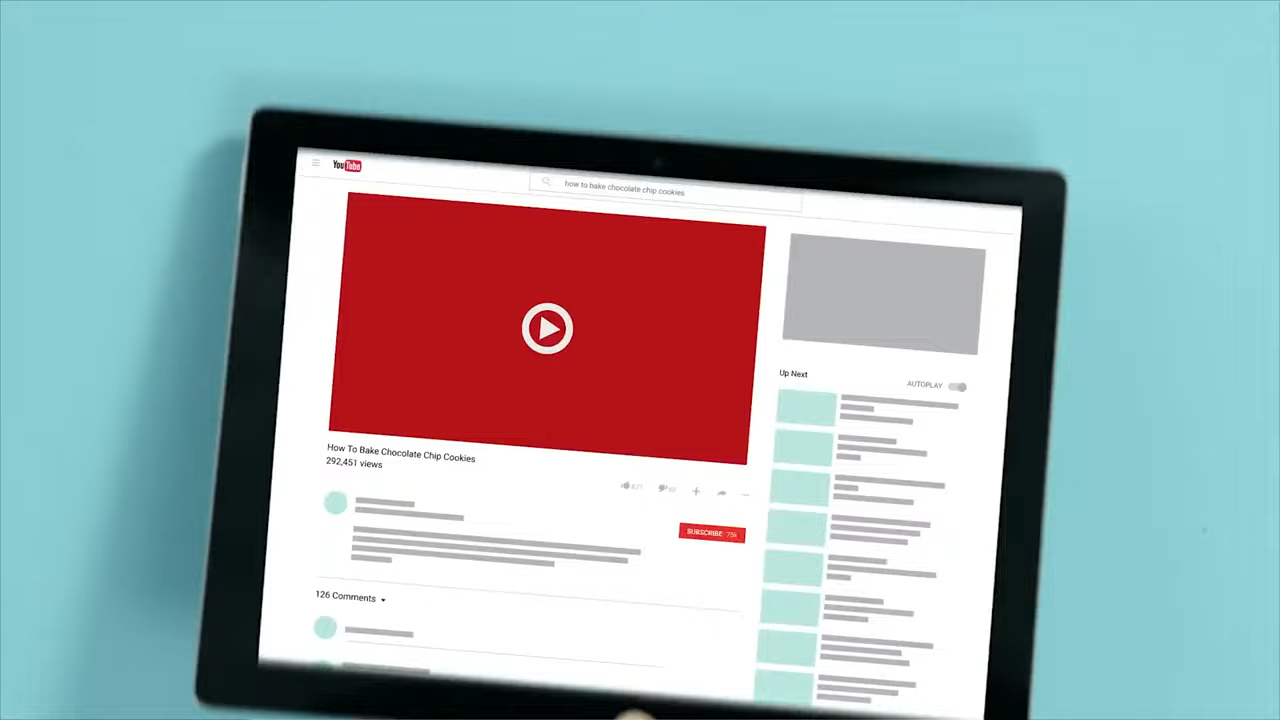 YouTube
how to bake chocolate chip cookies
How To Bake Chocolate Chip Cookies
292,451 views
SUBSCRIBE 75k
126 Comments
Up Next
AUTOPLAY